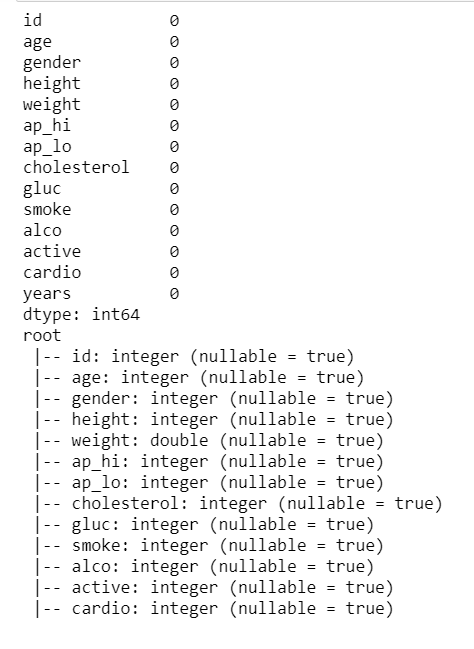 id 0
age 0
gender 0
height 0
weight 0
ap_hi 0
ap_lo 0
cholesterol 0
gluc 0
smoke 0
alco 0
active 0
cardio 0
years 0
dtype: int64
root
|-- id: integer (nullable = true)
|-- age: integer (nullable = true)
|-- gender: integer (nullable = true)
|-- height: integer (nullable = true)
|-- weight: double (nullable = true)
|-- ap_hi: integer (nullable = true)
|-- ap_lo: integer (nullable = true)
|-- cholesterol: integer (nullable = true)
|-- gluc: integer (nullable = true)
|-- smoke: integer (nullable = true)
|-- alco: integer (nullable = true)
|-- active: integer (nullable = true)
|-- cardio: integer (nullable = true)